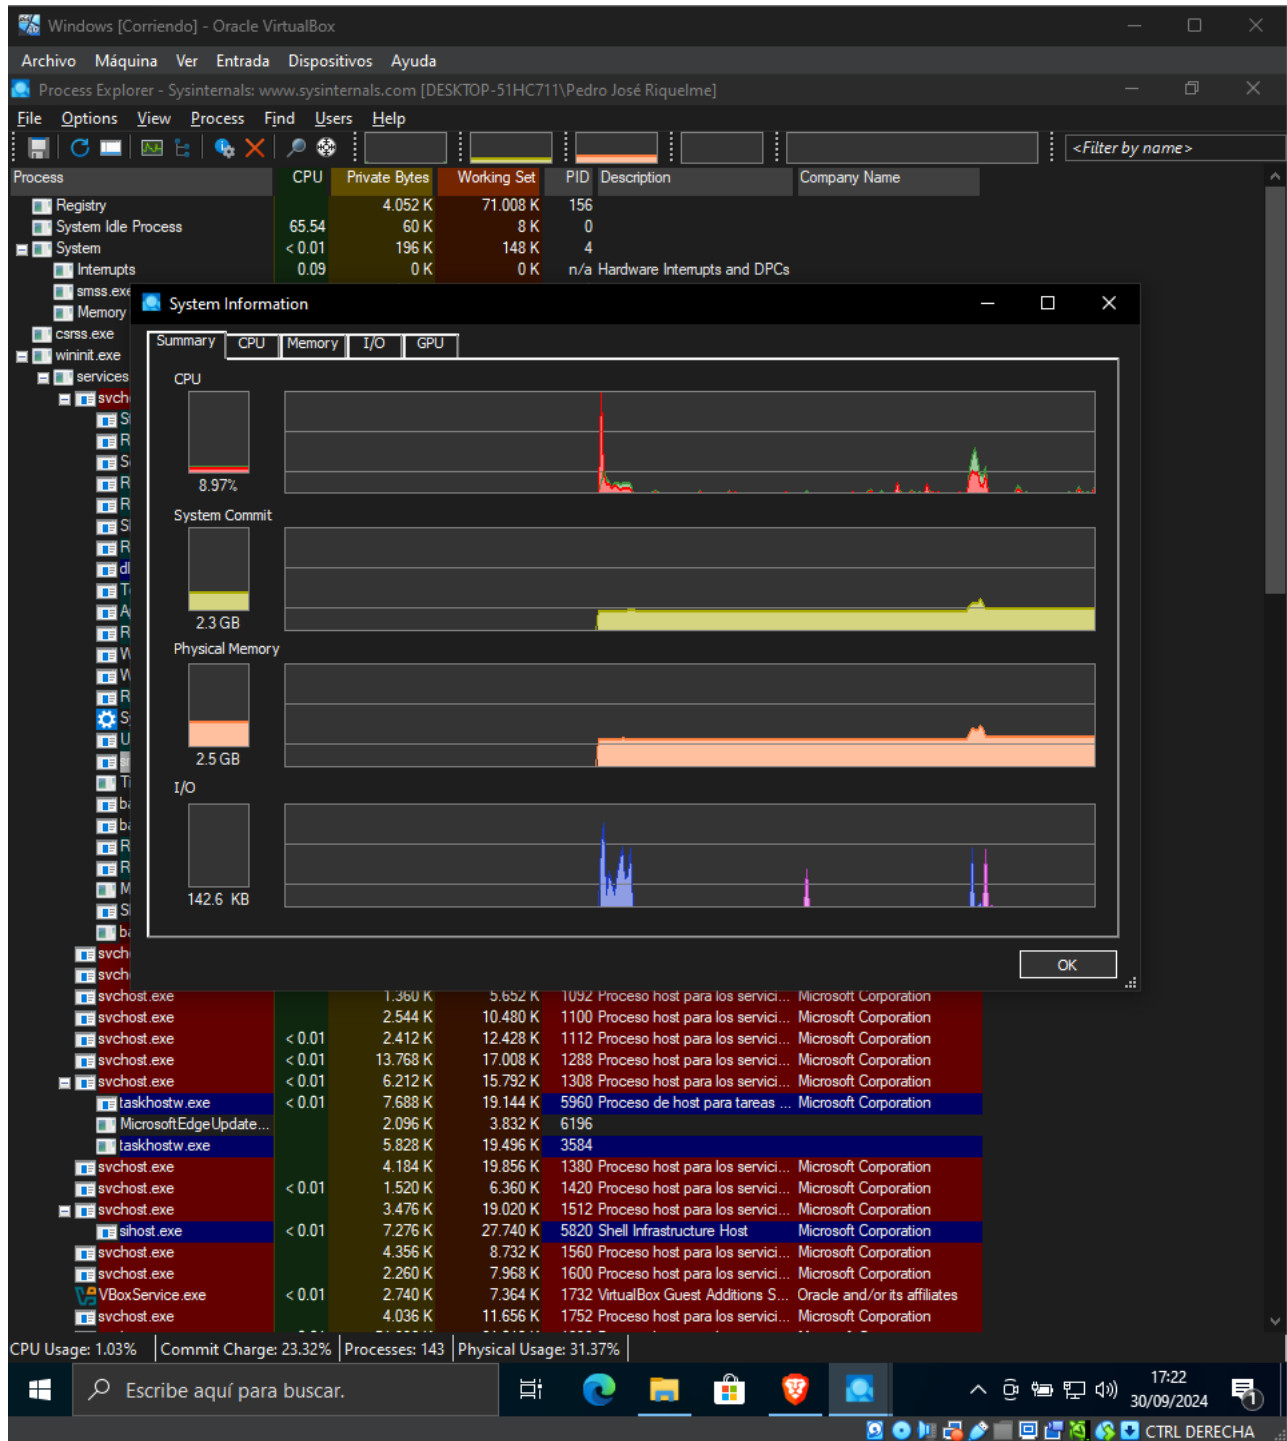 Windows [Corriendo] - Oracle VirtualBox
Archivo Máquina Ver Entrada Dispositivos Ayuda
Process Explorer - Sysinternals: www.sysinternals.com [DESKTOP-51HC711\Pedro José Riquelme]
File Options View Process Find Users Help
<Filter by name>
Process CPU Private Bytes Working Set PID Description Company Name
Registry 4.052 K 71.008 K 156
System Idle Process 65.54 60 K 8 K 0
System < 0.01 196 K 148 K 4
Interrupts 0.09 0 K 0 K n/a Hardware Interrupts and DPCs
smss.exe
Memory
csrss.exe
wininit.exe
services
svch
System Information
Summary CPU Memory I/O GPU
CPU
8.97%
System Commit
2.3 GB
Physical Memory
2.5 GB
I/O
142.6 KB
OK
svch
svch
svchost.exe 1.360 K 5.652 K 1092 Proceso host para los servici... Microsoft Corporation
svchost.exe 2.544 K 10.480 K 1100 Proceso host para los servici... Microsoft Corporation
svchost.exe < 0.01 2.412 K 12.428 K 1112 Proceso host para los servici... Microsoft Corporation
svchost.exe < 0.01 13.768 K 17.008 K 1288 Proceso host para los servici... Microsoft Corporation
svchost.exe < 0.01 6.212 K 15.792 K 1308 Proceso host para los servici... Microsoft Corporation
taskhostw.exe < 0.01 7.688 K 19.144 K 5960 Proceso de host para tareas ... Microsoft Corporation
MicrosoftEdgeUpdate... 2.096 K 3.832 K 6196
taskhostw.exe 5.828 K 19.496 K 3584
svchost.exe 4.184 K 19.856 K 1380 Proceso host para los servici... Microsoft Corporation
svchost.exe < 0.01 1.520 K 6.360 K 1420 Proceso host para los servici... Microsoft Corporation
svchost.exe 3.476 K 19.020 K 1512 Proceso host para los servici... Microsoft Corporation
sihost.exe < 0.01 7.276 K 27.740 K 5820 Shell Infrastructure Host Microsoft Corporation
svchost.exe 4.356 K 8.732 K 1560 Proceso host para los servici... Microsoft Corporation
svchost.exe 2.260 K 7.968 K 1600 Proceso host para los servici... Microsoft Corporation
VBoxService.exe < 0.01 2.740 K 7.364 K 1732 VirtualBox Guest Additions S... Oracle and/or its affiliates
svchost.exe 4.036 K 11.656 K 1752 Proceso host para los servici... Microsoft Corporation
CPU Usage: 1.03% Commit Charge: 23.32% Processes: 143 Physical Usage: 31.37%
Escribe aquí para buscar.
17:22
30/09/2024
1
CTRL DERECHA